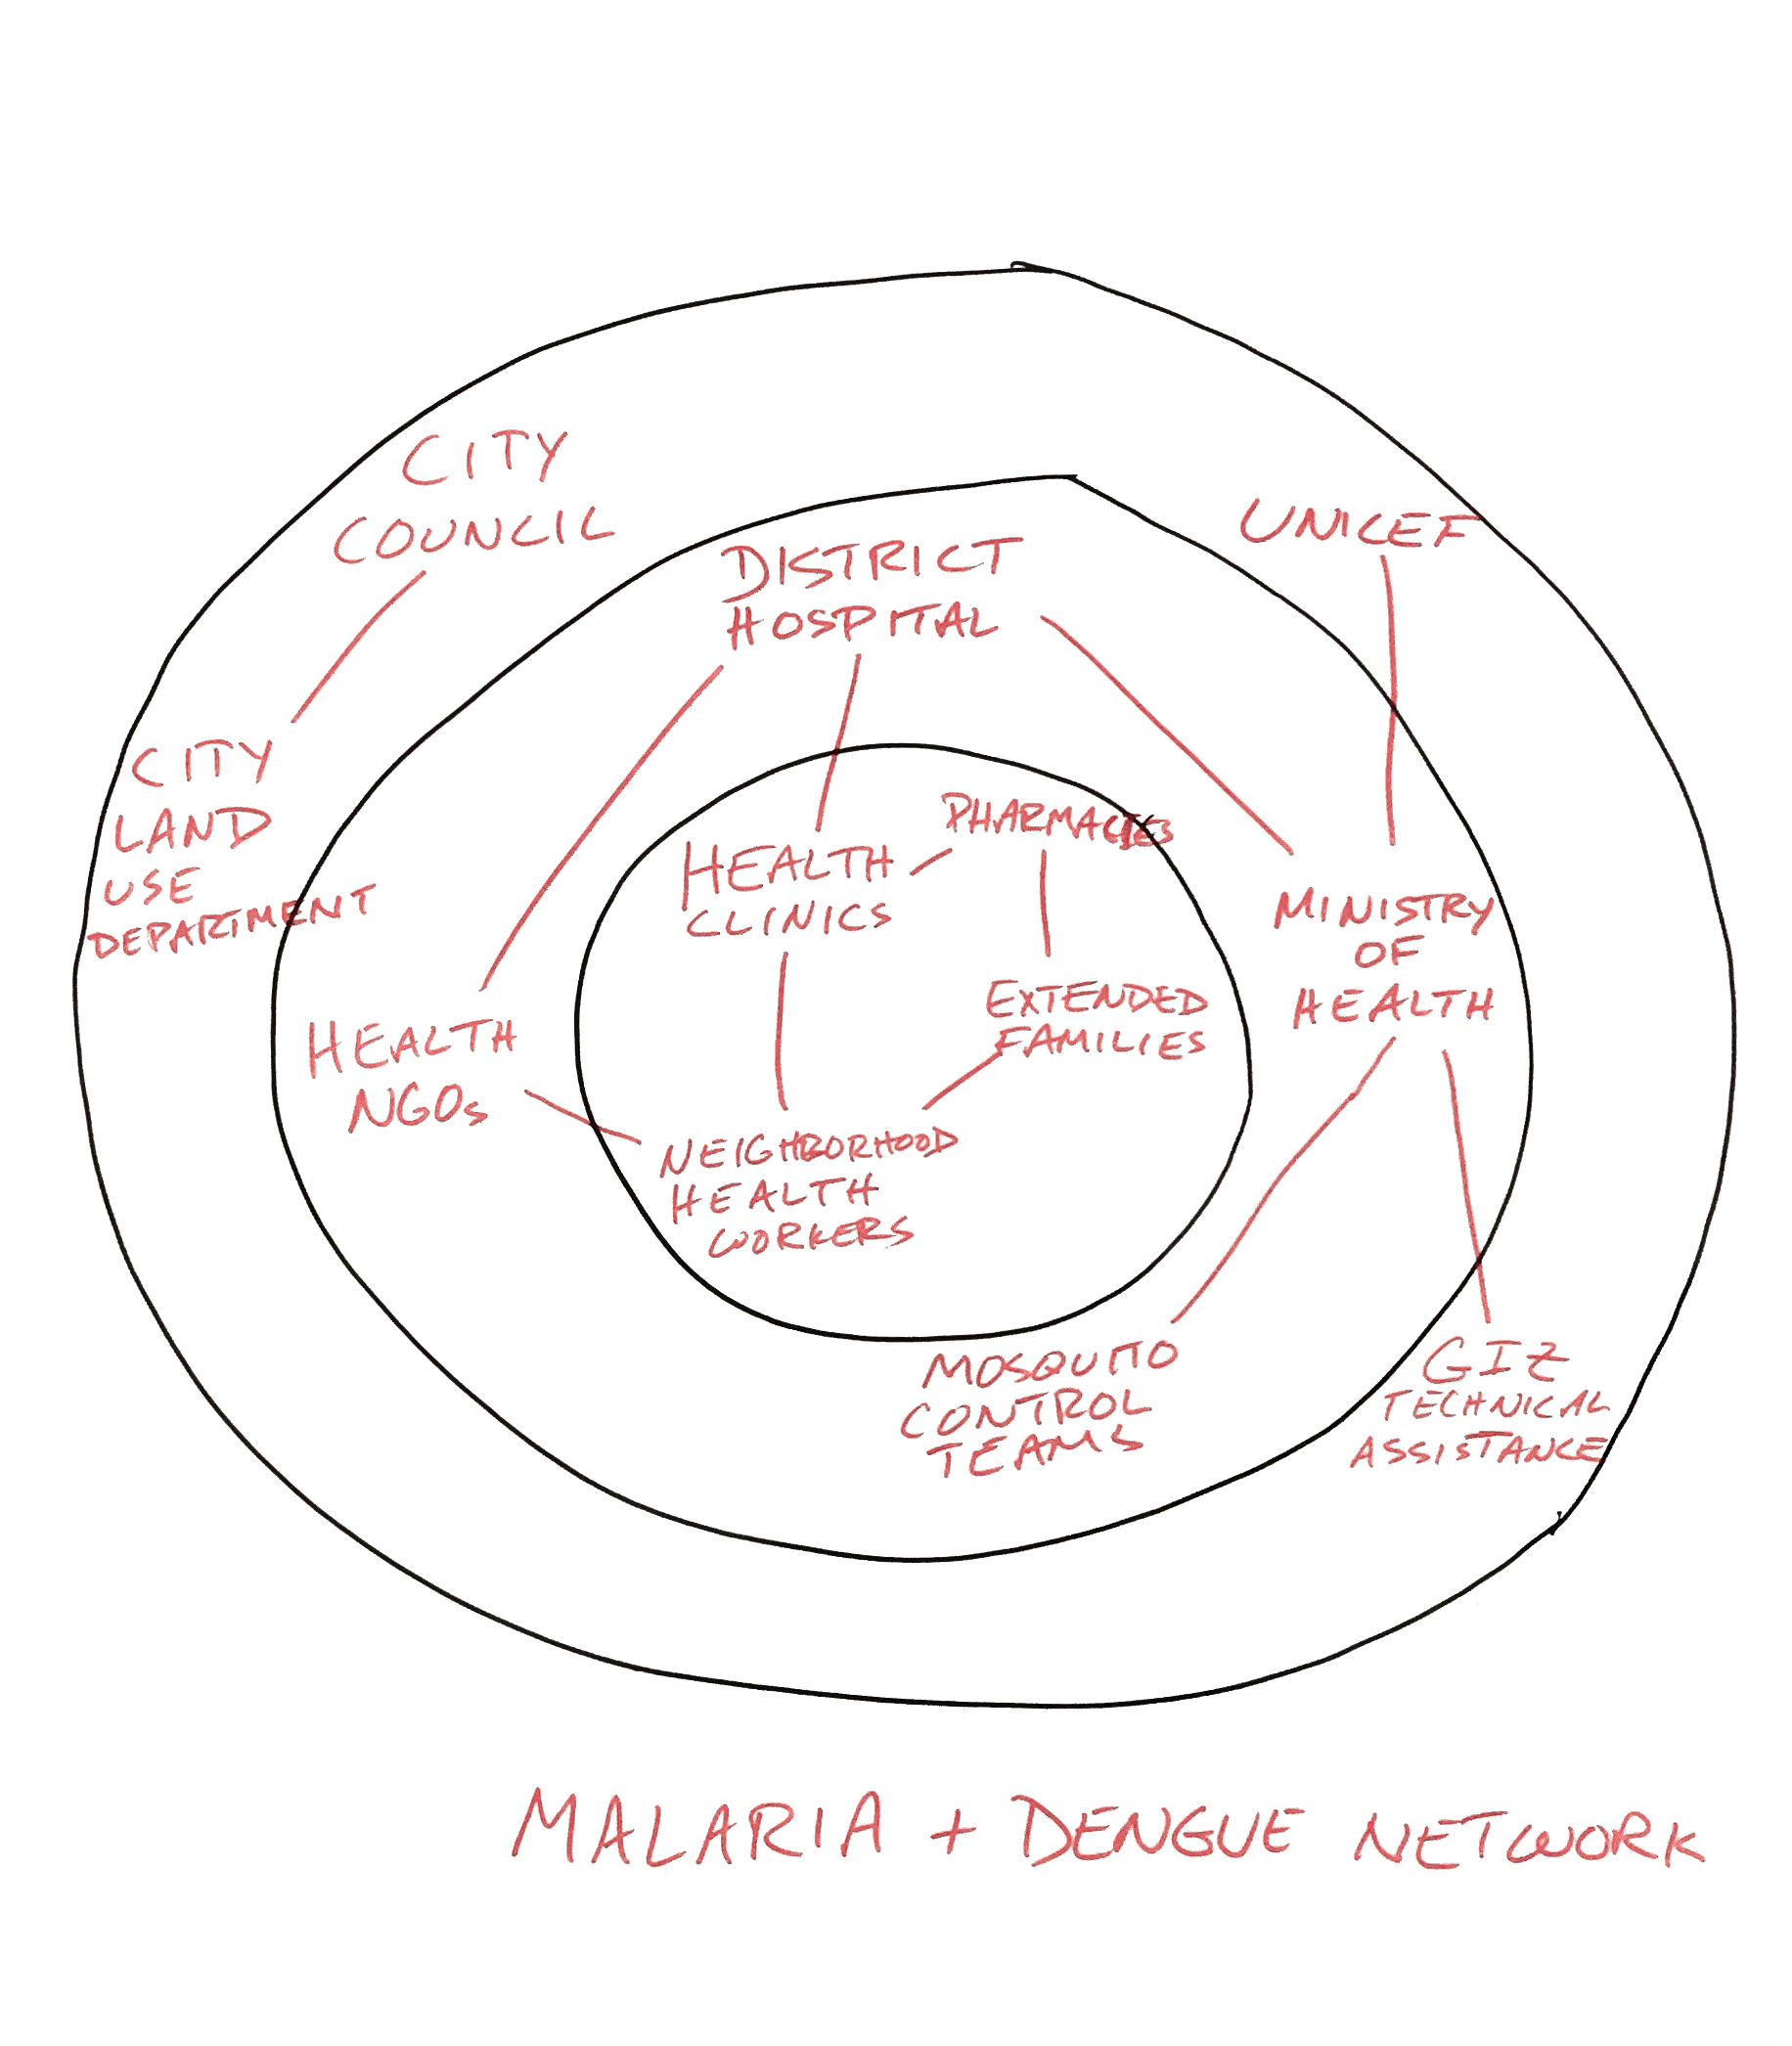 CITY
COUNCIL
UNICEF
DISTRICT
HOSPITAL
CITY
LAND
USE
DEPARTMENT
PHARMACIES
HEALTH
CLINICS
MINISTRY
OF
HEALTH
EXTENDED
FAMILIES
HEALTH
NGOs
NEIGHBORHOOD
HEALTH
WORKERS
MOSQUITO
CONTROL
TEAMS
GIZ
TECHNICAL
ASSISTANCE
MALARIA + DENGUE NETWORK